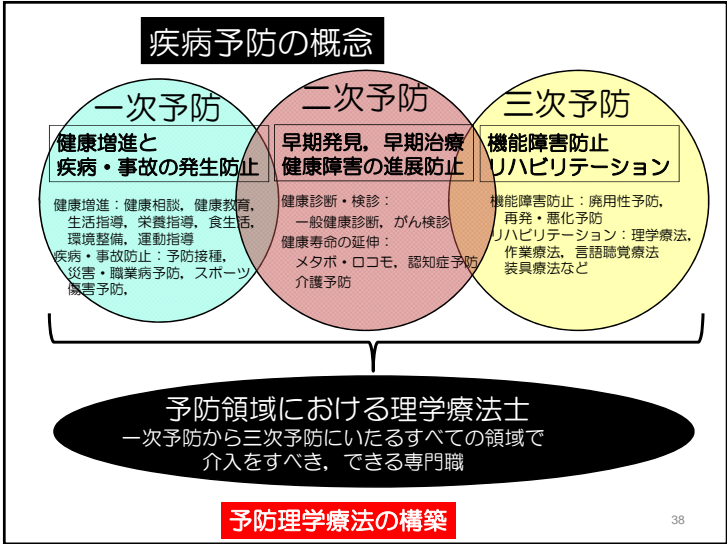 疾病予防の概念
一次予防
健康増進と
疾病・事故の発生防止
健康増進:健康相談,健康教育,
生活指導,栄養指導,食生活,
環境整備,運動指導
疾病・事故防止:予防接種,
災害・職業病予防,スポーツ
傷害予防,
二次予防
早期発見,早期治療
健康障害の進展防止
健康診断・検診:
一般健康診断,がん検診
健康寿命の延伸:
メタボ・ロコモ,認知症予防
介護予防
三次予防
機能障害防止
リハビリテーション
機能障害防止:廃用性予防,
再発・悪化予防
リハビリテーション:理学療法,
作業療法,言語聴覚療法
装具療法など
予防領域における理学療法士
一次予防から三次予防にいたるすべての領域で
介入をすべき,できる専門職
予防理学療法の構築
38